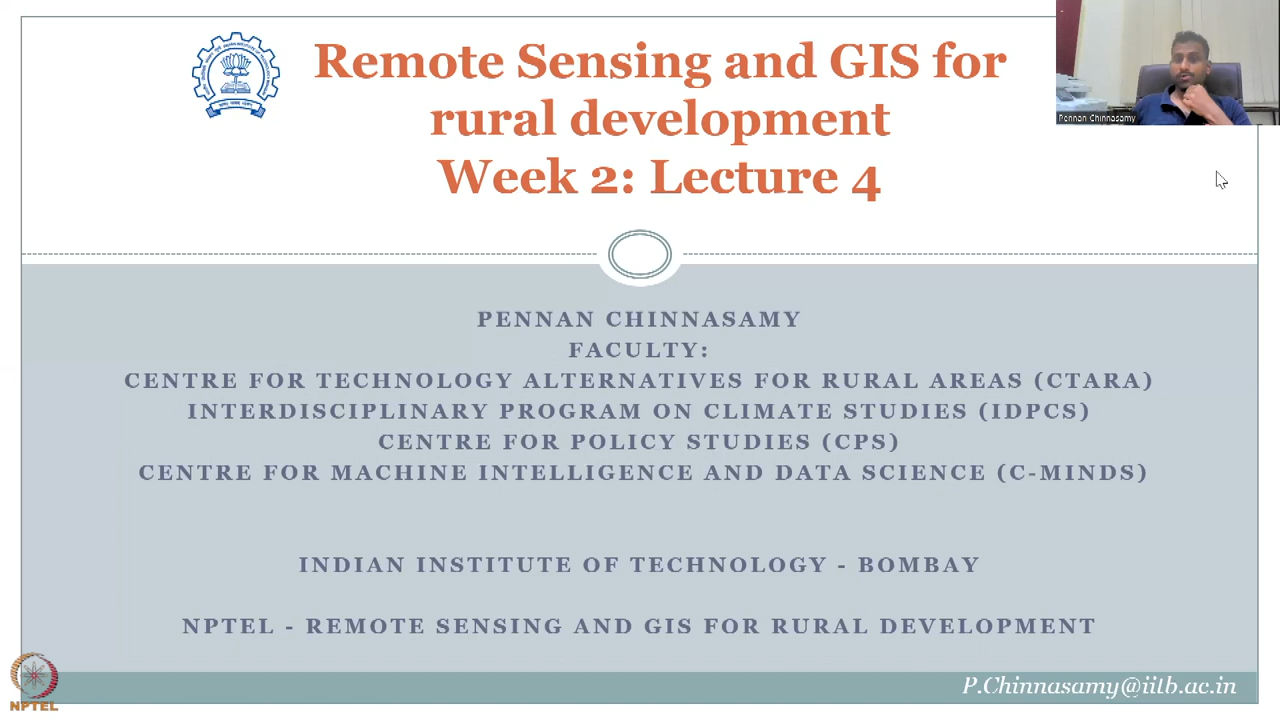 Remote Sensing and GIS for
rural development
Week 2: Lecture 4
Pennan Chinnasamy
PENNAN CHINNASAMY
FACULTY:
CENTRE FOR TECHNOLOGY ALTERNATIVES FOR RURAL AREAS (CTARA)
INTERDISCIPLINARY PROGRAM ON CLIMATE STUDIES (IDPCS)
CENTRE FOR POLICY STUDIES (CPS)
CENTRE FOR MACHINE INTELLIGENCE AND DATA SCIENCE (C-MINDS)
INDIAN INSTITUTE OF TECHNOLOGY - BOMBAY
NPTEL - REMOTE SENSING AND GIS FOR RURAL DEVELOPMENT
P.Chinnasamy@iitb.ac.in
NPTEL